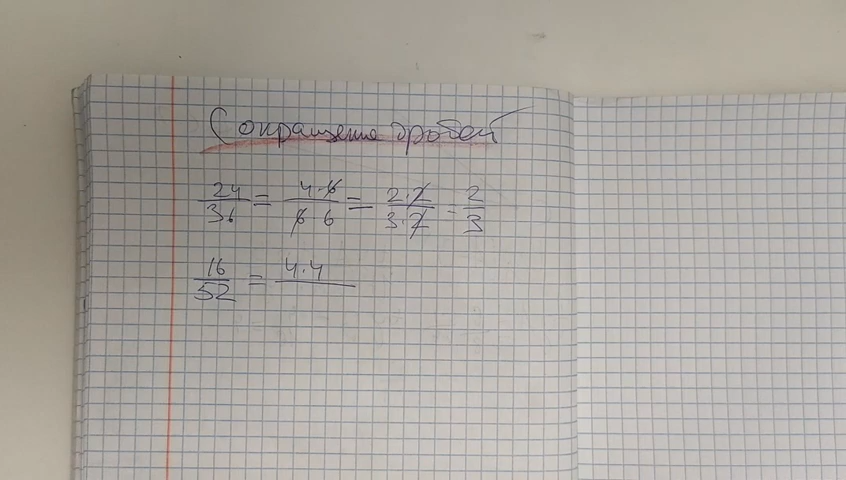 Сокращение дробей
24/36 = 4·6/6·6 = 2·2/3·2 = 2/3
16/52 = 4·4/